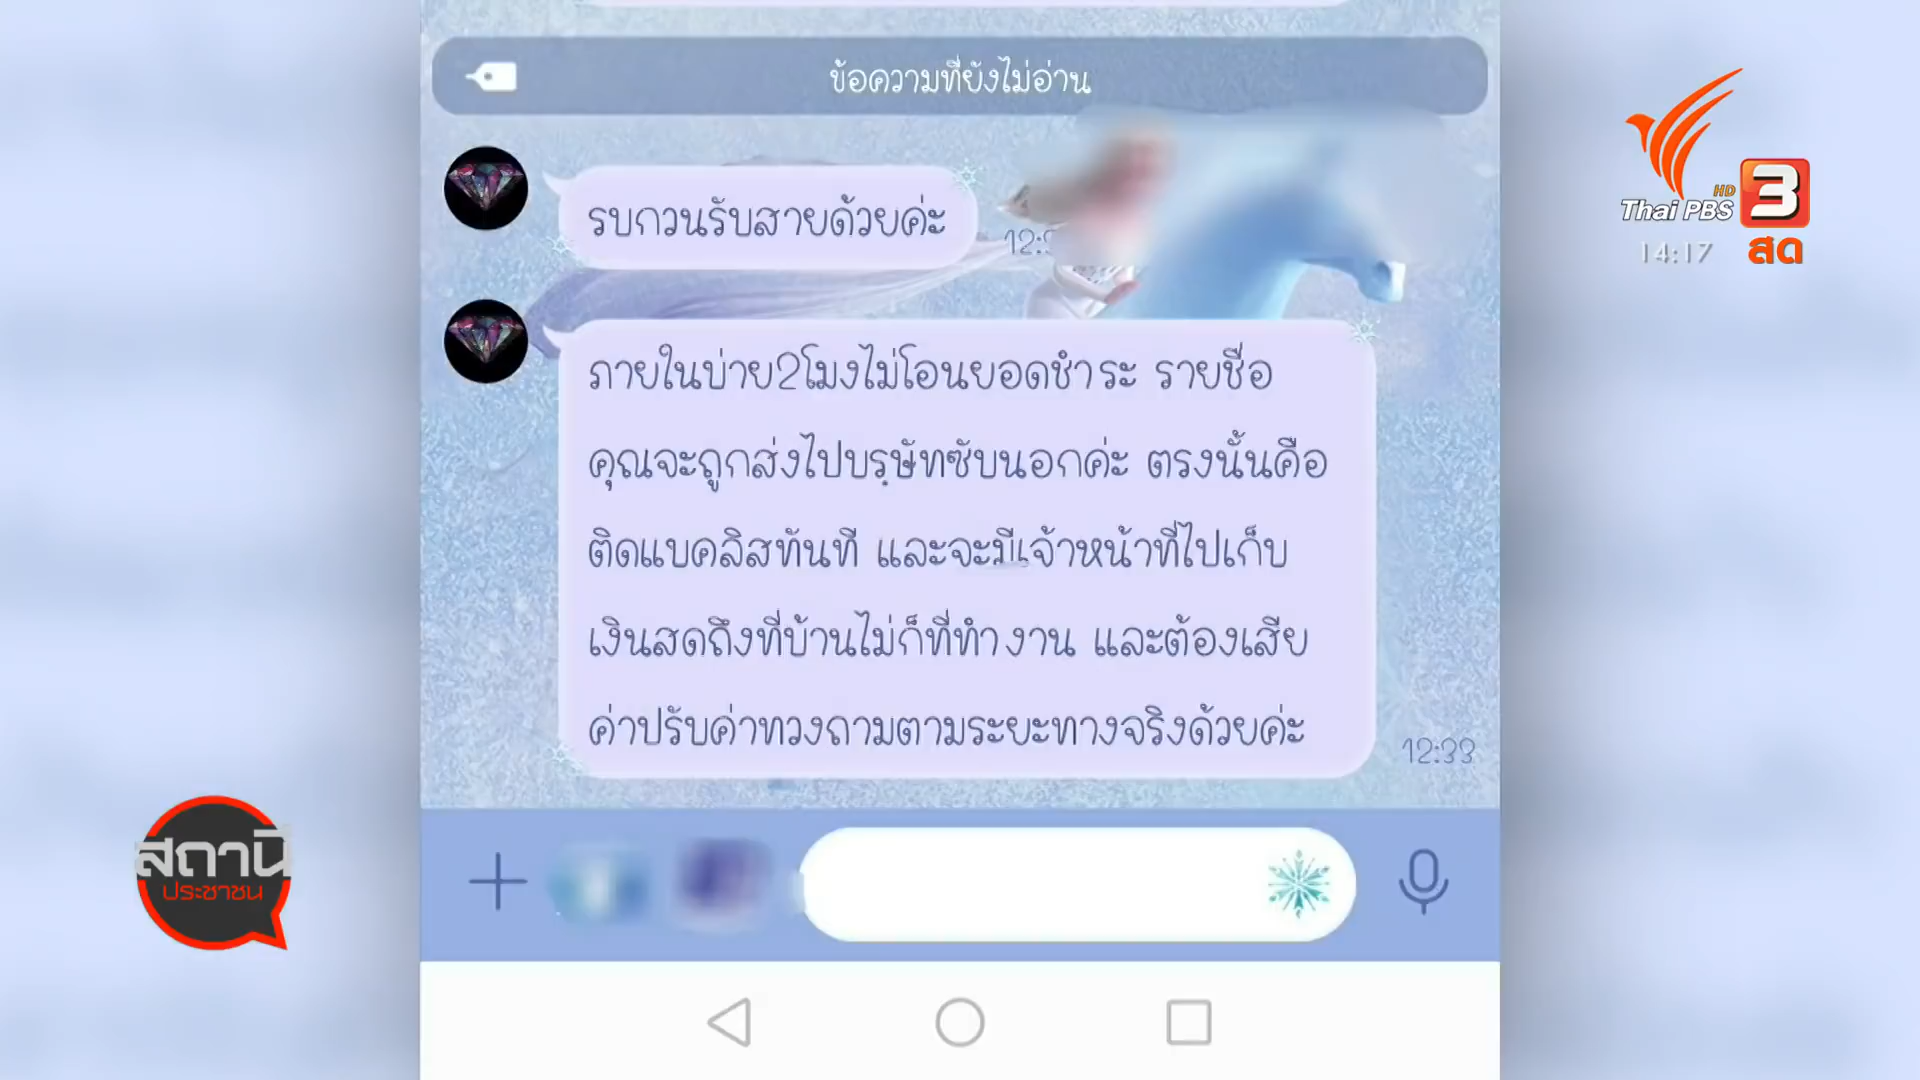 ข้อความที่ยังไม่อ่าน
รบกวนรับสายด้วยค่ะ
ภายในบ่าย2โมงไม่โอนยอดชำระ รายชื่อ
คุณจะถูกส่งไปบรฺษัทซับนอกค่ะ ตรงนั้นคือ
ติดแบคลิสทันที และจะมีเจ้าหน้าที่ไปเก็บ
เงินสดถึงที่บ้านไม่ก็ที่ทำงาน และต้องเสีย
ค่าปรับค่าทวงถามตามระยะทางจริงด้วยค่ะ
12:33
Thai PBS HD 3
14:17 สด
สถานี
ประชาชน